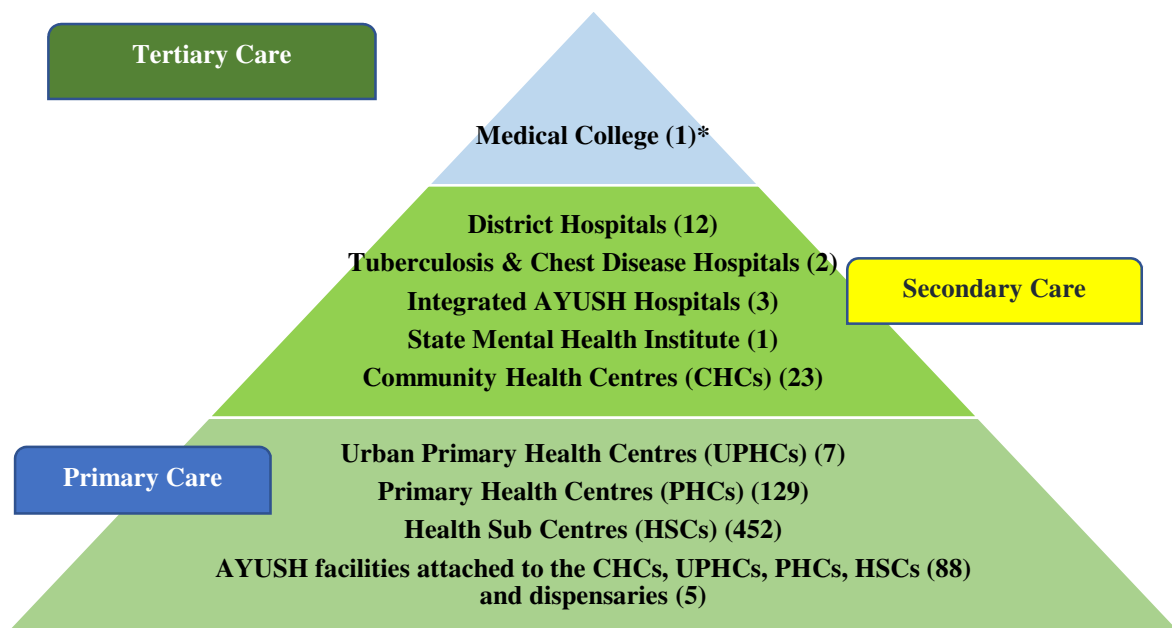 Tertiary Care
Medical College (1)*
District Hospitals (12)
Tuberculosis & Chest Disease Hospitals (2)
Integrated AYUSH Hospitals (3)
State Mental Health Institute (1)
Community Health Centres (CHCs) (23)
Secondary Care
Primary Care
Urban Primary Health Centres (UPHCs) (7)
Primary Health Centres (PHCs) (129)
Health Sub Centres (HSCs) (452)
AYUSH facilities attached to the CHCs, UPHCs, PHCs, HSCs (88)
and dispensaries (5)